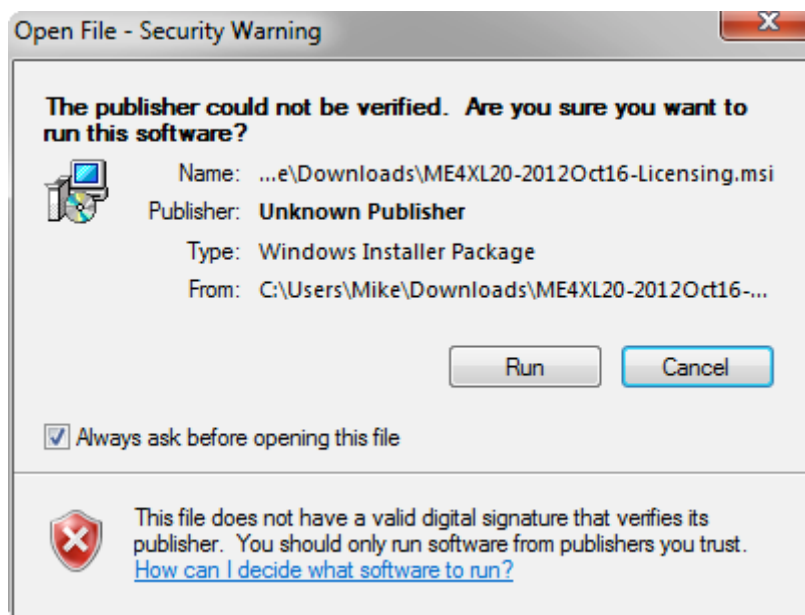 Open File - Security Warning
The publisher could not be verified.  Are you sure you want to
run this software?
Name: ...e\Downloads\ME4XL20-2012Oct16-Licensing.msi
Publisher: Unknown Publisher
Type: Windows Installer Package
From: C:\Users\Mike\Downloads\ME4XL20-2012Oct16-...
Run Cancel
Always ask before opening this file
This file does not have a valid digital signature that verifies its
publisher.  You should only run software from publishers you trust.
How can I decide what software to run?